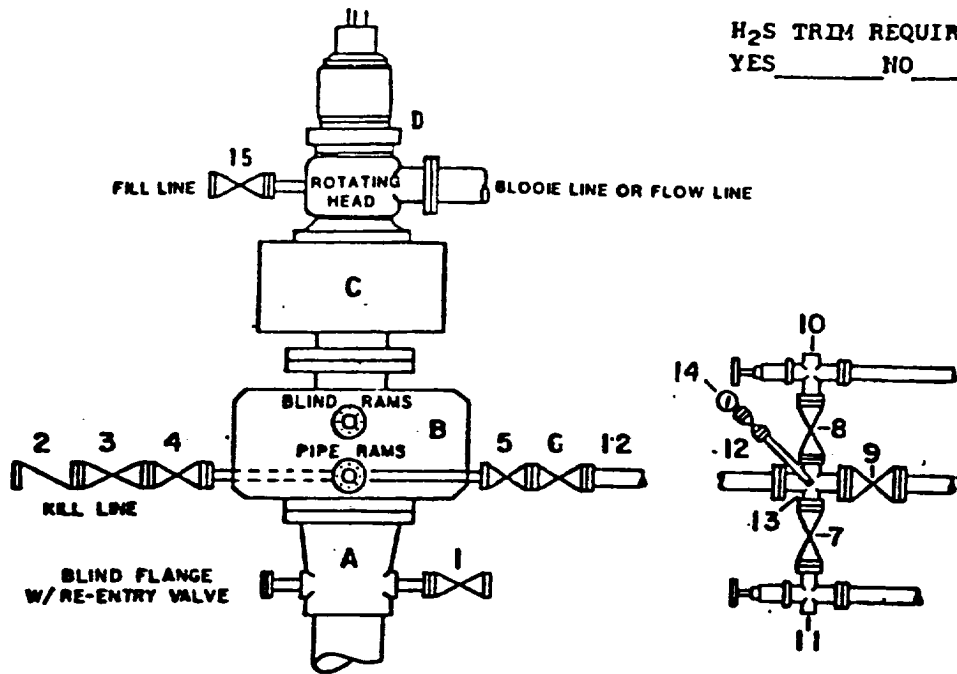 H₂S TRIM REQUIR
YES NO
D
15
FILL LINE
ROTATING
HEAD
BLOOIE LINE OR FLOW LINE
C
10
14
BLIND RAMS
B
8
2 3 4
PIPE RAMS
5 6 12
12
9
KILL LINE
13
7
A
1
BLIND FLANGE
W/ RE-ENTRY VALVE
11